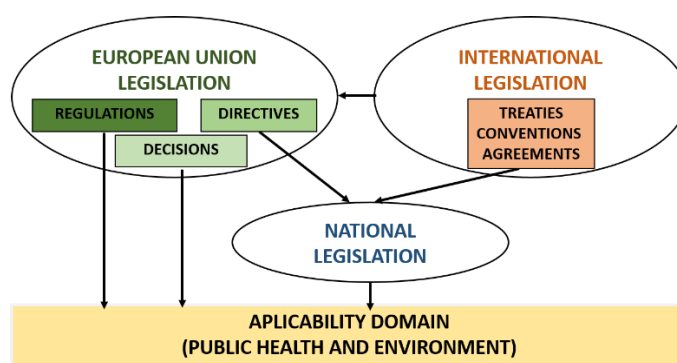 EUROPEAN UNION
LEGISLATION
REGULATIONS
DIRECTIVES
DECISIONS
INTERNATIONAL
LEGISLATION
TREATIES
CONVENTIONS
AGREEMENTS
NATIONAL
LEGISLATION
APLICABILITY DOMAIN
(PUBLIC HEALTH AND ENVIRONMENT)